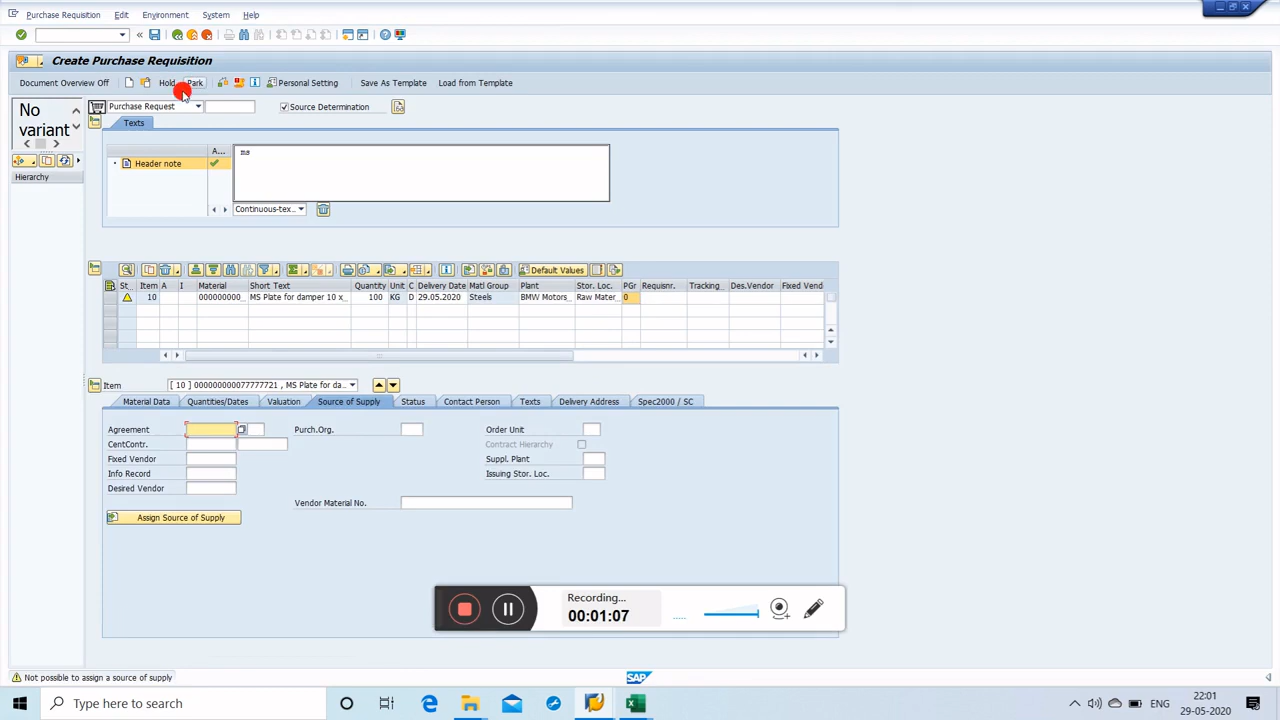 Purchase Requisition Edit Environment System Help
Create Purchase Requisition
Document Overview Off Hold Park Personal Setting Save As Template Load from Template
No variant
Purchase Request Source Determination
Texts
Hierarchy
A... ms
Header note
Continuous-tex..
Default Values
St... Item A I Material Short Text Quantity Unit C Delivery Date Matl Group Plant Stor. Loc. PGr Requisnr. Tracking Des.Vendor Fixed Vend
10 000000000_ MS Plate for damper 10 x... 100 KG D 29.05.2020 Steels BMW Motors_ Raw Mater_ 0
Item [ 10 ] 000000000077777721 , MS Plate for da...
Material Data Quantities/Dates Valuation Source of Supply Status Contact Person Texts Delivery Address Spec2000 / SC
Agreement Purch.Org. Order Unit
CentContr. Contract Hierarchy
Fixed Vendor Suppl. Plant
Info Record Issuing Stor. Loc.
Desired Vendor
Vendor Material No.
Assign Source of Supply
Recording...
00:01:07
Not possible to assign a source of supply SAP
Type here to search
ENG 22:01
29-05-2020